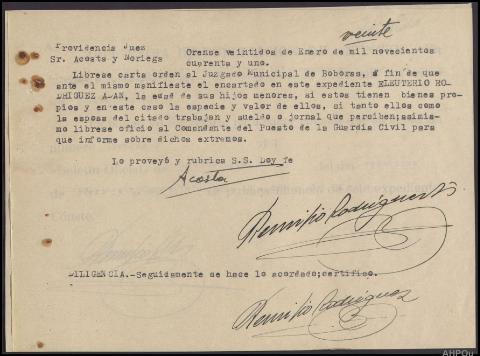 veinte
Providencia Juez
Sr. Acosta y Noriega
Orense veintidos de Enero de mil novecientos
cuarenta y uno.
Librese carta orden al Juzgado Municipal de Boboras, a fin de que
ante el mismo manifieste el encartado en este expediente ELEUTERIO RO-
DRIGUEZ ADAN, la edad de sus hijos menores, si estos tienen bienes pro-
pios y en este caso la especie y valor de ellos, si tanto ellos como
la esposa del citado trabajan y sueldo o jornal que perciben;asimis-
mo librese oficio al Comandante del Puesto de la Guardia Civil para
que informe sobre dichos extremos.
Lo proveyó y rubrica S.S. Doy fe
Acosta
Remigio Rodriguez
DILIGENCIA.-Seguidamente se hace lo acordado;certifico.
Remigio Rodriguez
AHPOu